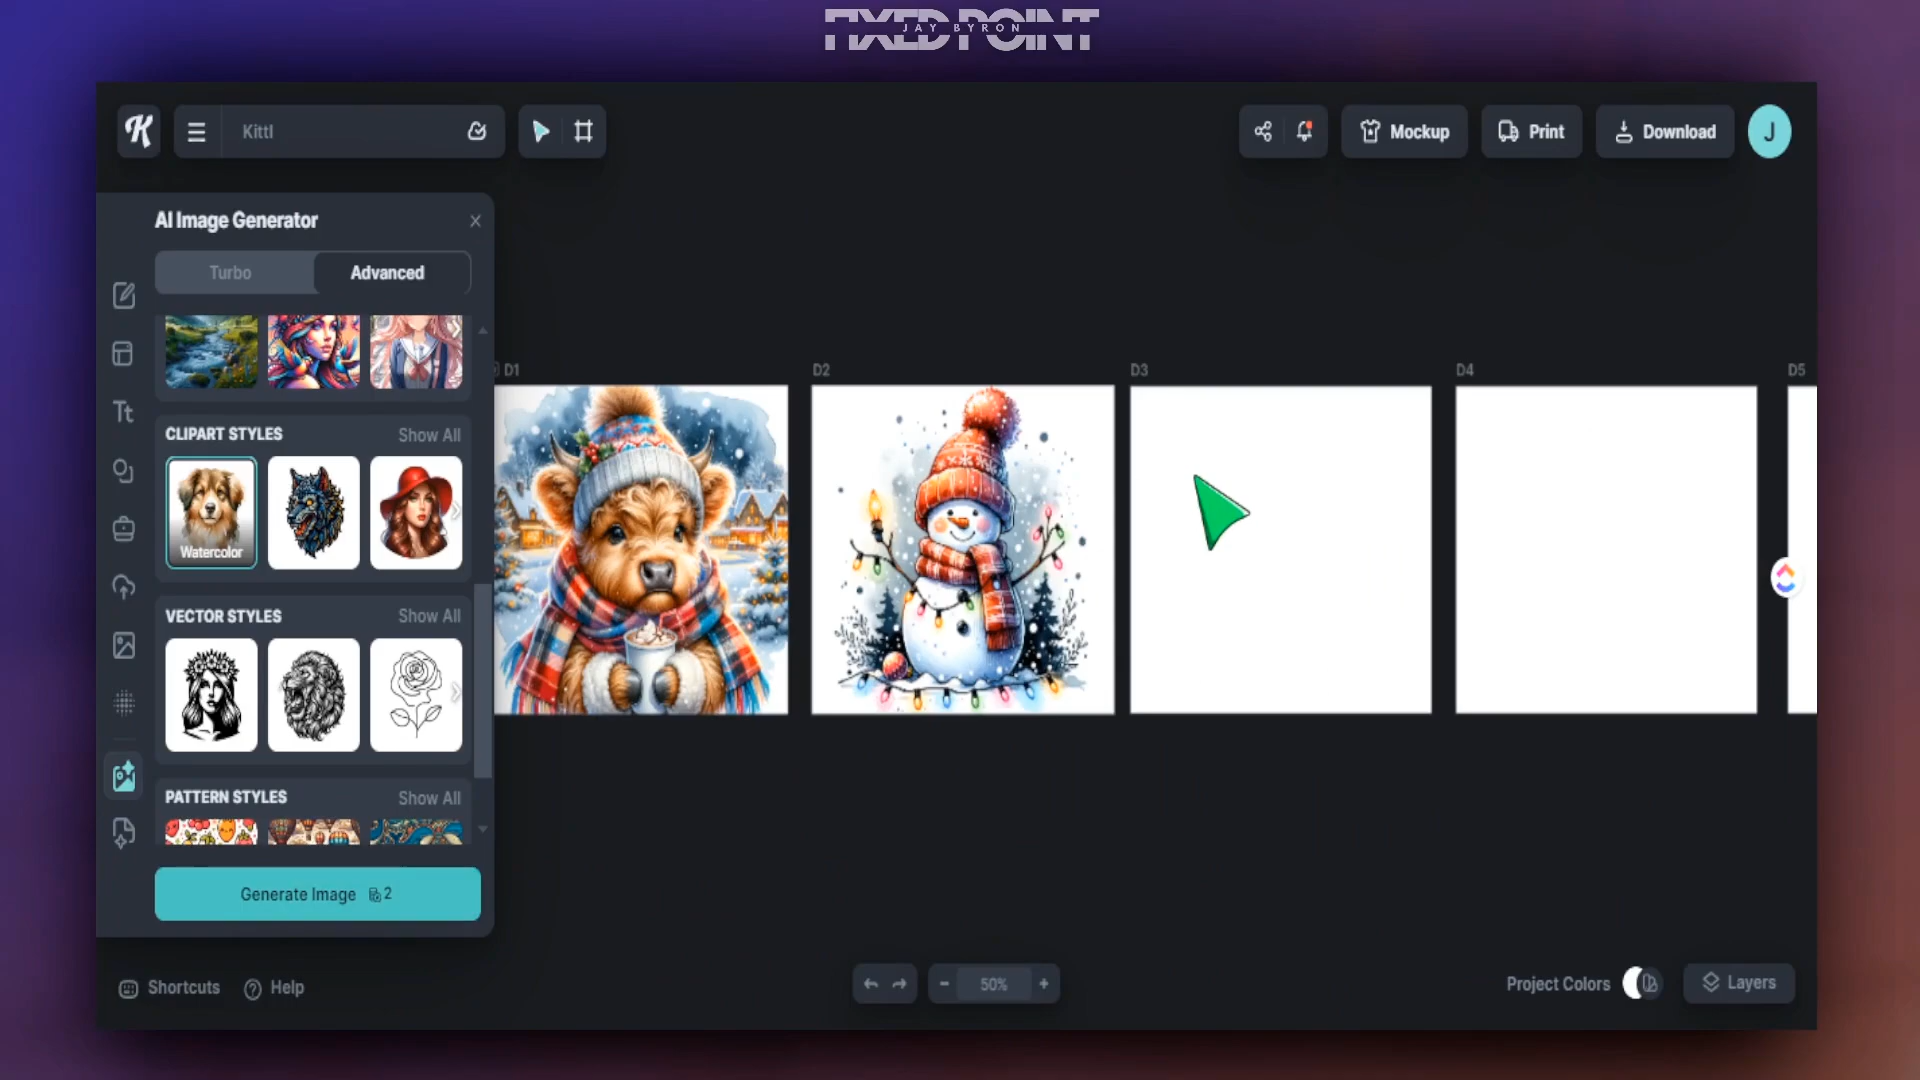 FIXED POINT
JAY BYRON
K
Kittl
Mockup
Print
Download
J
AI Image Generator
Turbo
Advanced
D1
D2
D3
D4
D5
CLIPART STYLES
Show All
Watercolor
VECTOR STYLES
Show All
PATTERN STYLES
Show All
Tt
Generate Image 2
Shortcuts
Help
50%
Project Colors
Layers